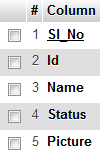 # Column
1 Sl_No
2 Id
3 Name
4 Status
5 Picture